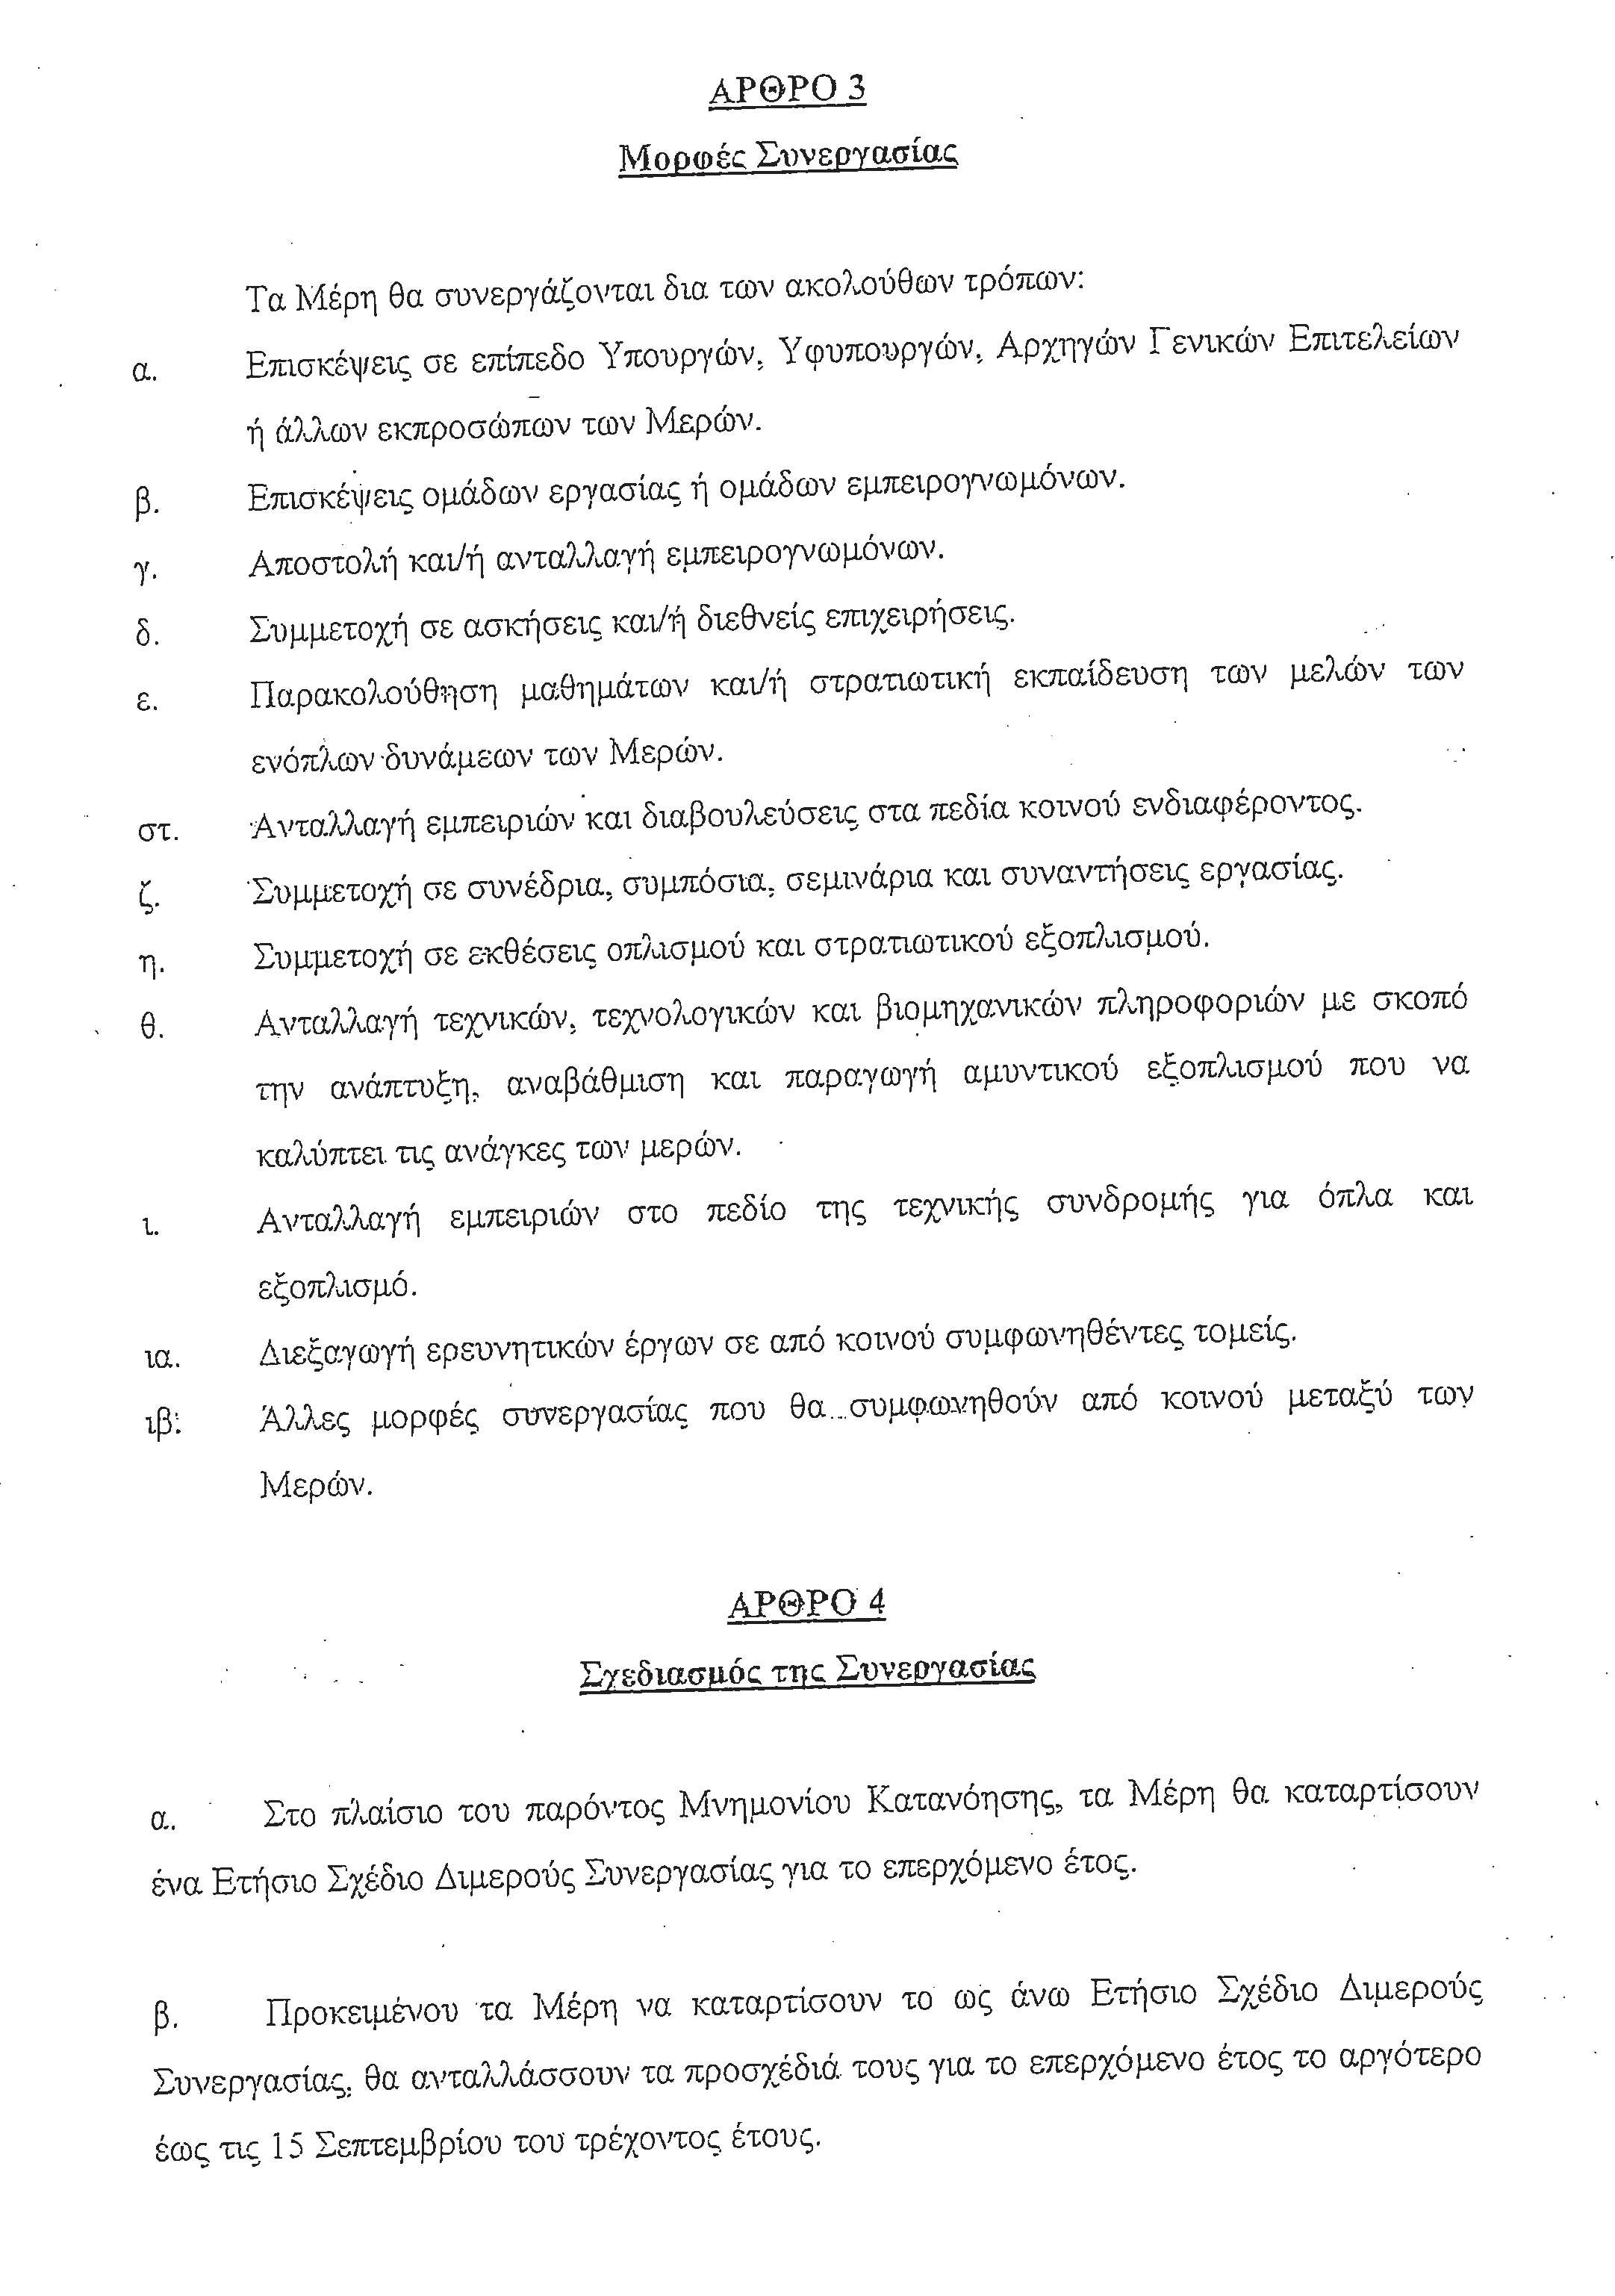 ΑΡΘΡΟ 3
Μορφές Συνεργασίας
Τα Μέρη θα συνεργάζονται δια των ακολούθων τρόπων:
α. Επισκέψεις σε επίπεδο Υπουργών, Υφυπουργών, Αρχηγών Γενικών Επιτελείων
ή άλλων εκπροσώπων των Μερών.
β. Επισκέψεις ομάδων εργασίας ή ομάδων εμπειρογνωμόνων.
γ. Αποστολή και/ή ανταλλαγή εμπειρογνωμόνων.
δ. Συμμετοχή σε ασκήσεις και/ή διεθνείς επιχειρήσεις.
ε. Παρακολούθηση μαθημάτων και/ή στρατιωτική εκπαίδευση των μελών των
ενόπλων δυνάμεων των Μερών.
στ. Ανταλλαγή εμπειριών και διαβουλεύσεις στα πεδία κοινού ενδιαφέροντος.
ζ. Συμμετοχή σε συνέδρια, συμπόσια, σεμινάρια και συναντήσεις εργασίας.
η. Συμμετοχή σε εκθέσεις οπλισμού και στρατιωτικού εξοπλισμού.
θ. Ανταλλαγή τεχνικών, τεχνολογικών και βιομηχανικών πληροφοριών με σκοπό
την ανάπτυξη, αναβάθμιση και παραγωγή αμυντικού εξοπλισμού που να
καλύπτει τις ανάγκες των μερών.
ι. Ανταλλαγή εμπειριών στο πεδίο της τεχνικής συνδρομής για όπλα και
εξοπλισμό.
ια. Διεξαγωγή ερευνητικών έργων σε από κοινού συμφωνηθέντες τομείς.
ιβ. Άλλες μορφές συνεργασίας που θα συμφωνηθούν από κοινού μεταξύ των
Μερών.
ΑΡΘΡΟ 4
Σχεδιασμός της Συνεργασίας
α. Στο πλαίσιο του παρόντος Μνημονίου Κατανόησης, τα Μέρη θα καταρτίσουν
ένα Ετήσιο Σχέδιο Διμερούς Συνεργασίας για το επερχόμενο έτος.
β. Προκειμένου τα Μέρη να καταρτίσουν το ως άνω Ετήσιο Σχέδιο Διμερούς
Συνεργασίας, θα ανταλλάσσουν τα προσχέδιά τους για το επερχόμενο έτος το αργότερο
έως τις 15 Σεπτεμβρίου του τρέχοντος έτους.